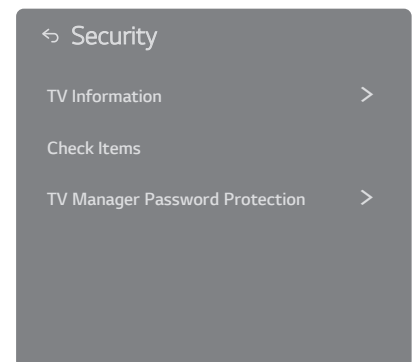 Security
TV Information
Check Items
TV Manager Password Protection